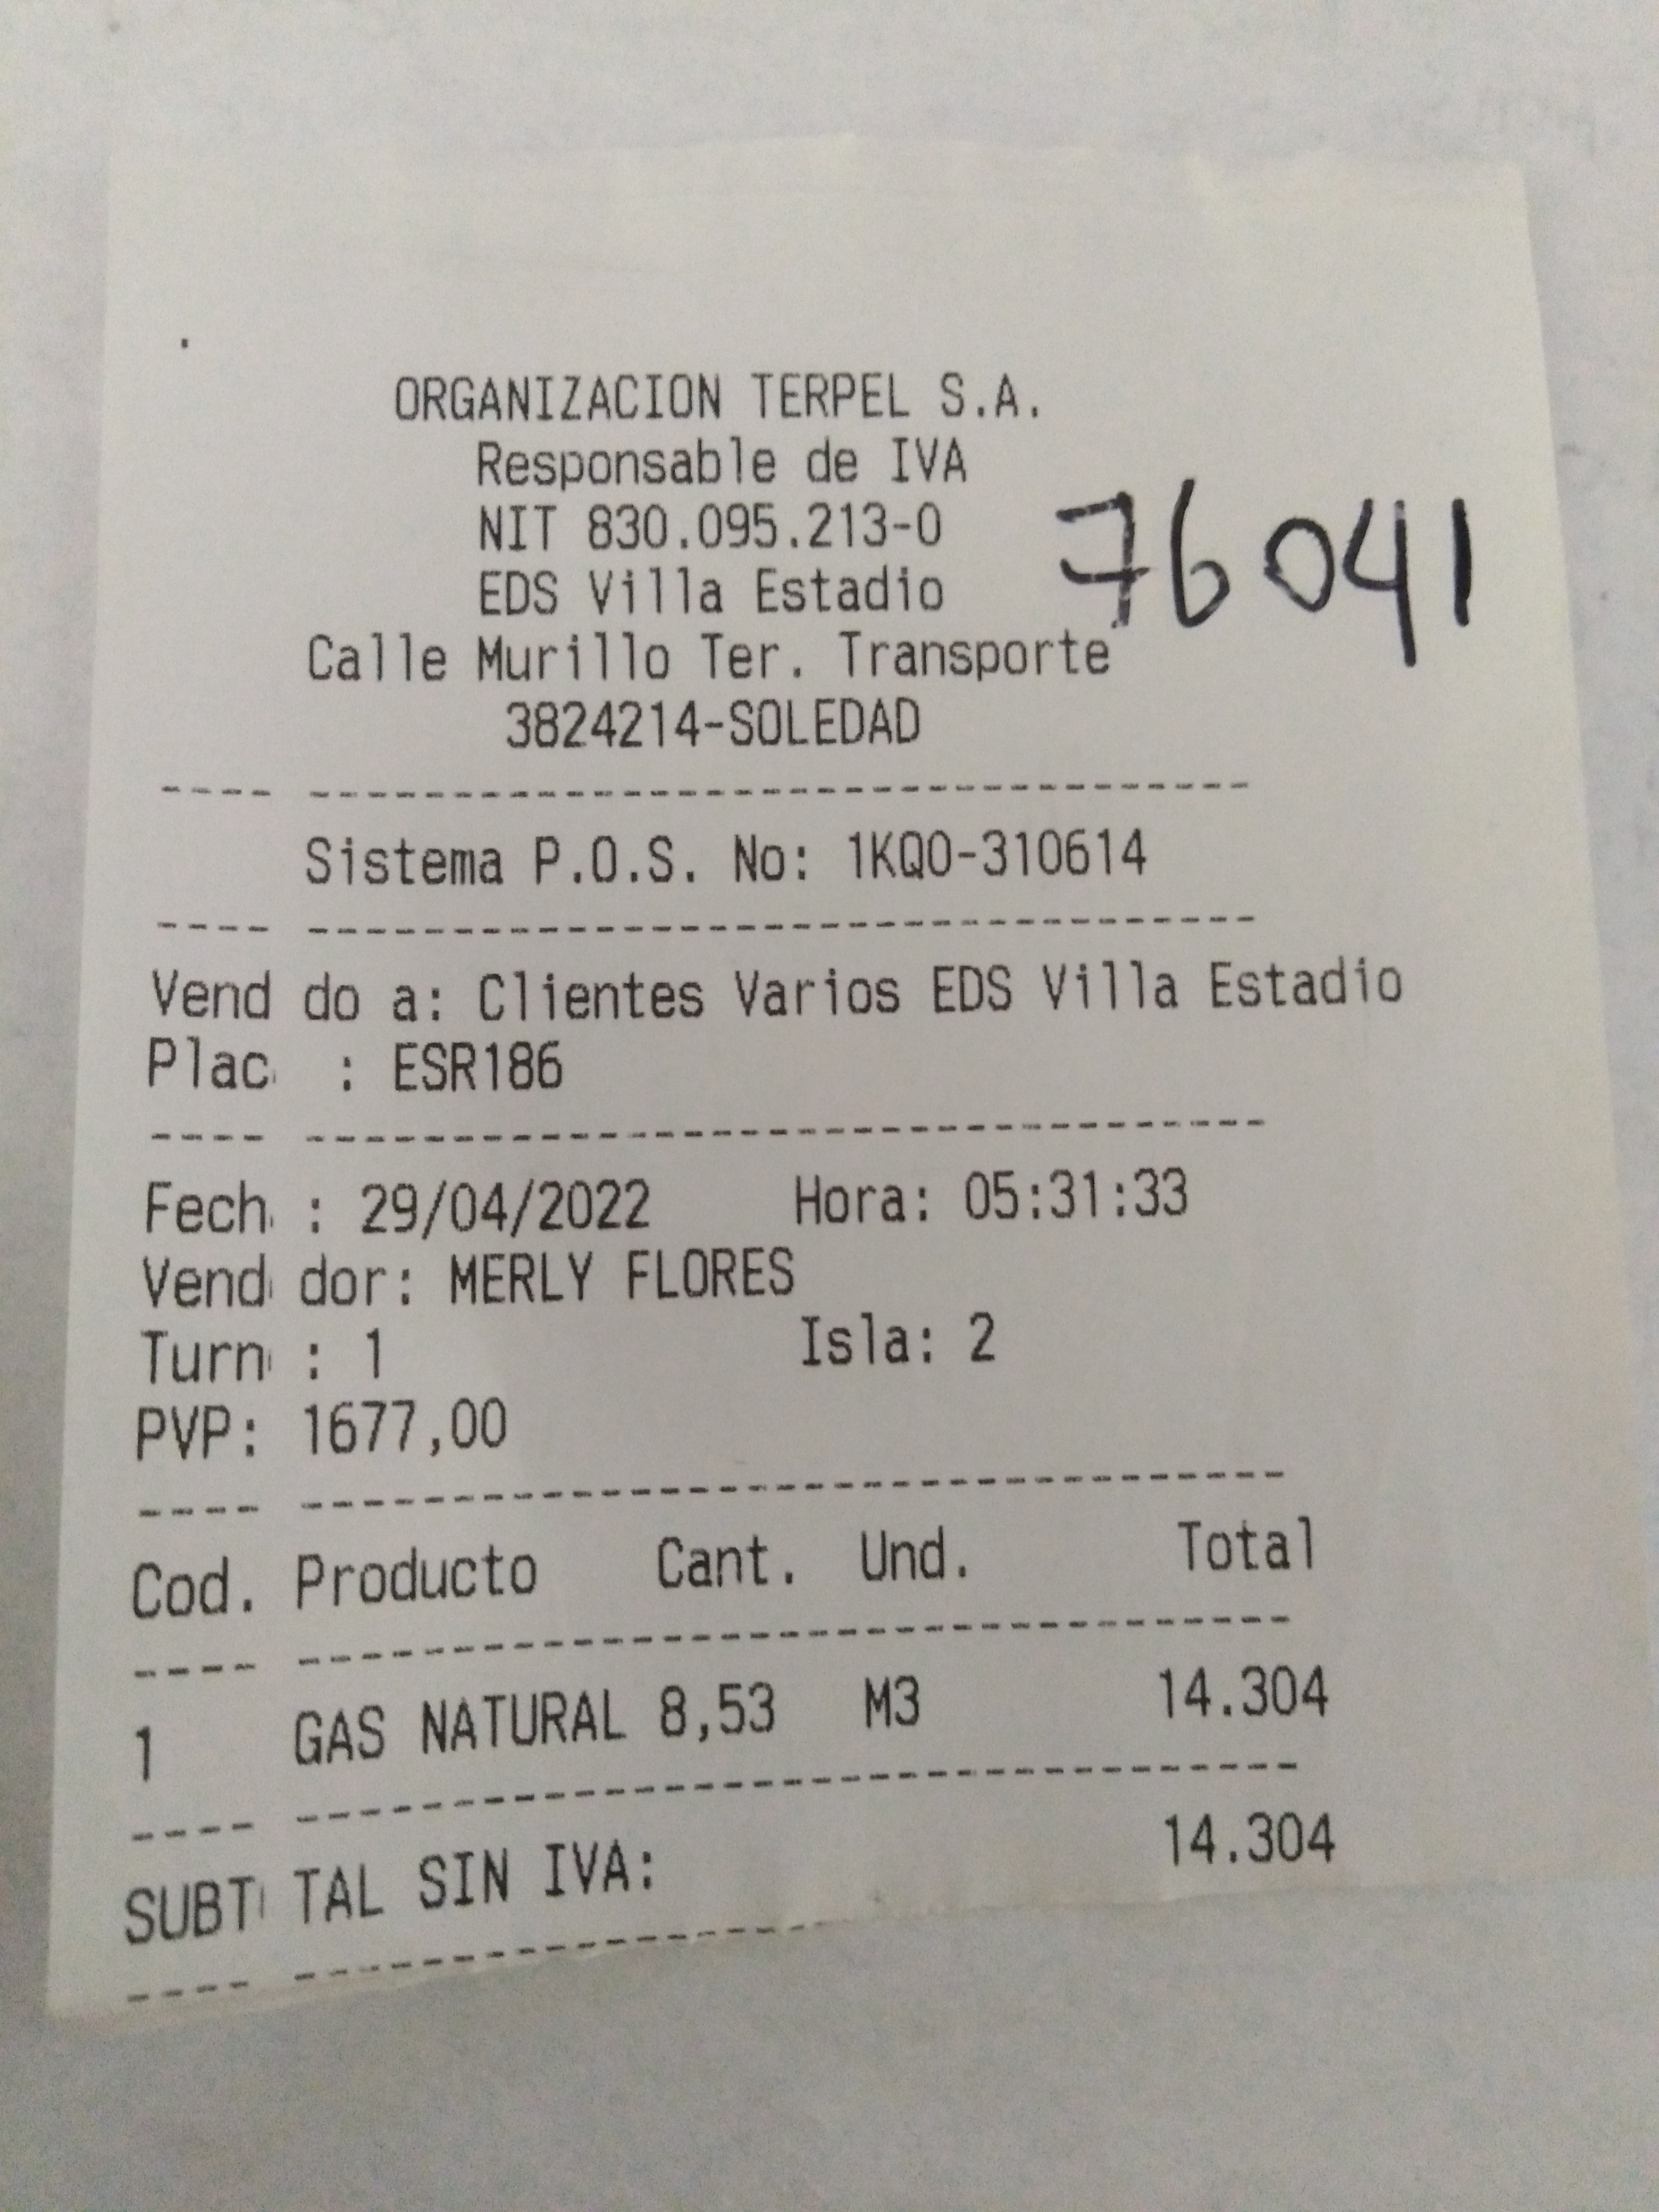 ORGANIZACION TERPEL S.A.
Responsable de IVA
NIT 830.095.213-0
EDS Villa Estadio
76041
Calle Murillo Ter. Transporte
3824214-SOLEDAD
---- ---------------------------------
Sistema P.O.S. No: 1KQ0-310614
---- ---------------------------------
Vend do a: Clientes Varios EDS Villa Estadio
Plac : ESR186
---- ---------------------------------
Fech : 29/04/2022 Hora: 05:31:33
Vend dor: MERLY FLORES
Turn : 1 Isla: 2
PVP: 1677,00
---- ---------------------------------
Cod. Producto Cant. Und. Total
---- ---------------------------------
1 GAS NATURAL 8,53 M3 14.304
---- ---------------------------------
SUBT TAL SIN IVA: 14.304
---- ------------------